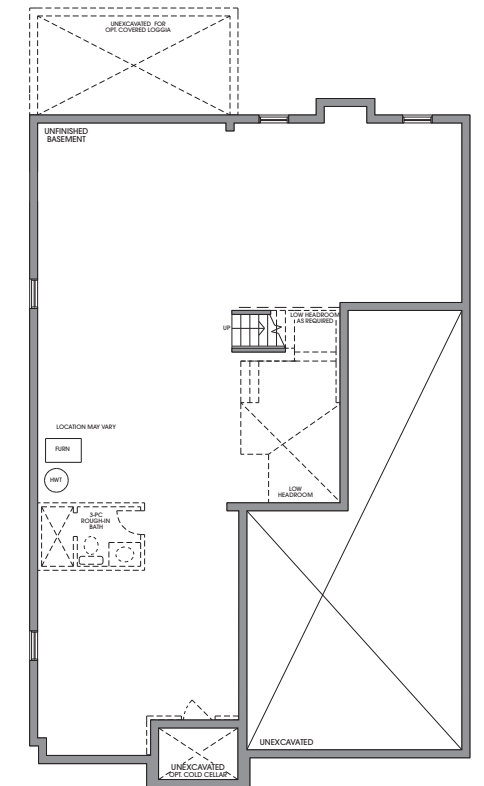 UNEXCAVATED FOR
OPT. COVERED LOGGIA
UNFINISHED
BASEMENT
LOW HEADROOM
AS REQUIRED
UP
LOCATION MAY VARY
FURN
HWT
LOW
HEADROOM
3-PC
ROUGH-IN
BATH
UNEXCAVATED
UNEXCAVATED
OPT. COLD CELLAR